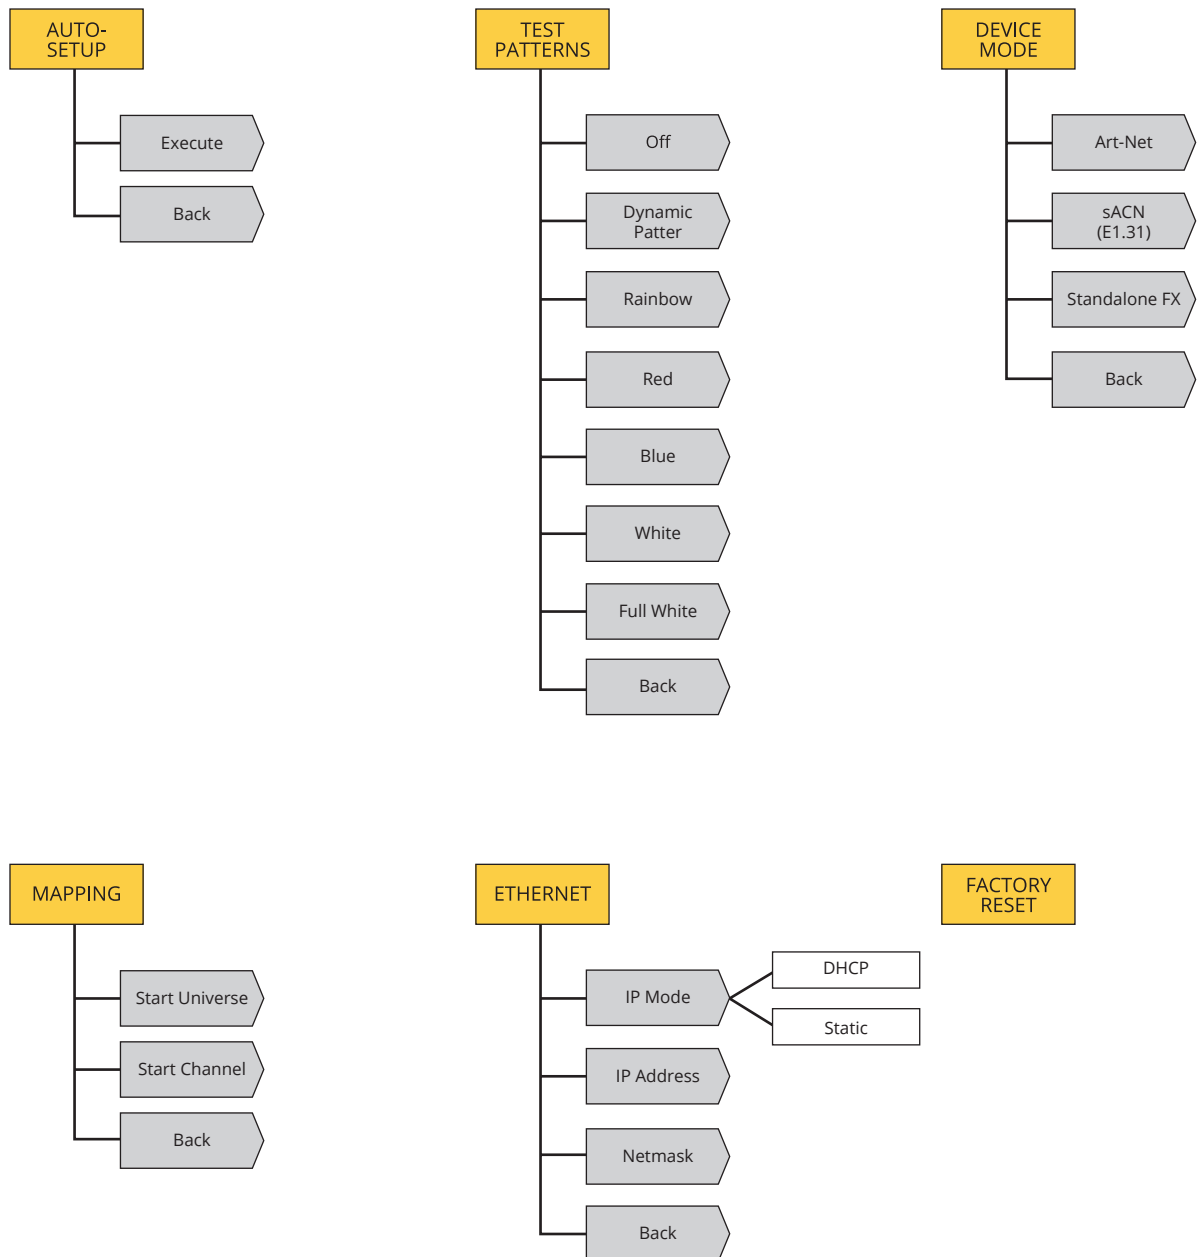 AUTO-
SETUP
Execute
Back
TEST
PATTERNS
Off
Dynamic
Patter
Rainbow
Red
Blue
White
Full White
Back
DEVICE
MODE
Art-Net
sACN
(E1.31)
Standalone FX
Back
MAPPING
Start Universe
Start Channel
Back
ETHERNET
IP Mode
DHCP
Static
IP Address
Netmask
Back
FACTORY
RESET